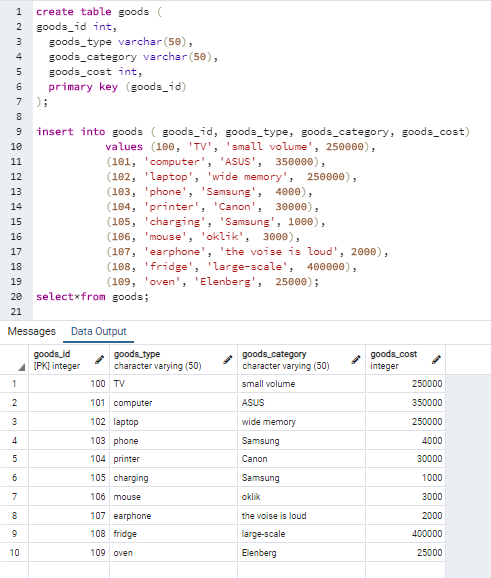 1 create table goods (
2 goods_id int,
3 goods_type varchar(50),
4 goods_category varchar(50),
5 goods_cost int,
6 primary key (goods_id)
7 );
8
9 insert into goods ( goods_id, goods_type, goods_category, goods_cost)
10 values (100, 'TV', 'small volume', 250000),
11 (101, 'computer', 'ASUS', 350000),
12 (102, 'laptop', 'wide memory', 250000),
13 (103, 'phone', 'Samsung', 4000),
14 (104, 'printer', 'Canon', 30000),
15 (105, 'charging', 'Samsung', 1000),
16 (106, 'mouse', 'oklik', 3000),
17 (107, 'earphone', 'the voise is loud', 2000),
18 (108, 'fridge', 'large-scale', 400000),
19 (109, 'oven', 'Elenberg', 25000);
20 select*from goods;
21
Messages Data Output
goods_id goods_type goods_category goods_cost
[PK] integer character varying (50) character varying (50) integer
1 100 TV small volume 250000
2 101 computer ASUS 350000
3 102 laptop wide memory 250000
4 103 phone Samsung 4000
5 104 printer Canon 30000
6 105 charging Samsung 1000
7 106 mouse oklik 3000
8 107 earphone the voise is loud 2000
9 108 fridge large-scale 400000
10 109 oven Elenberg 25000